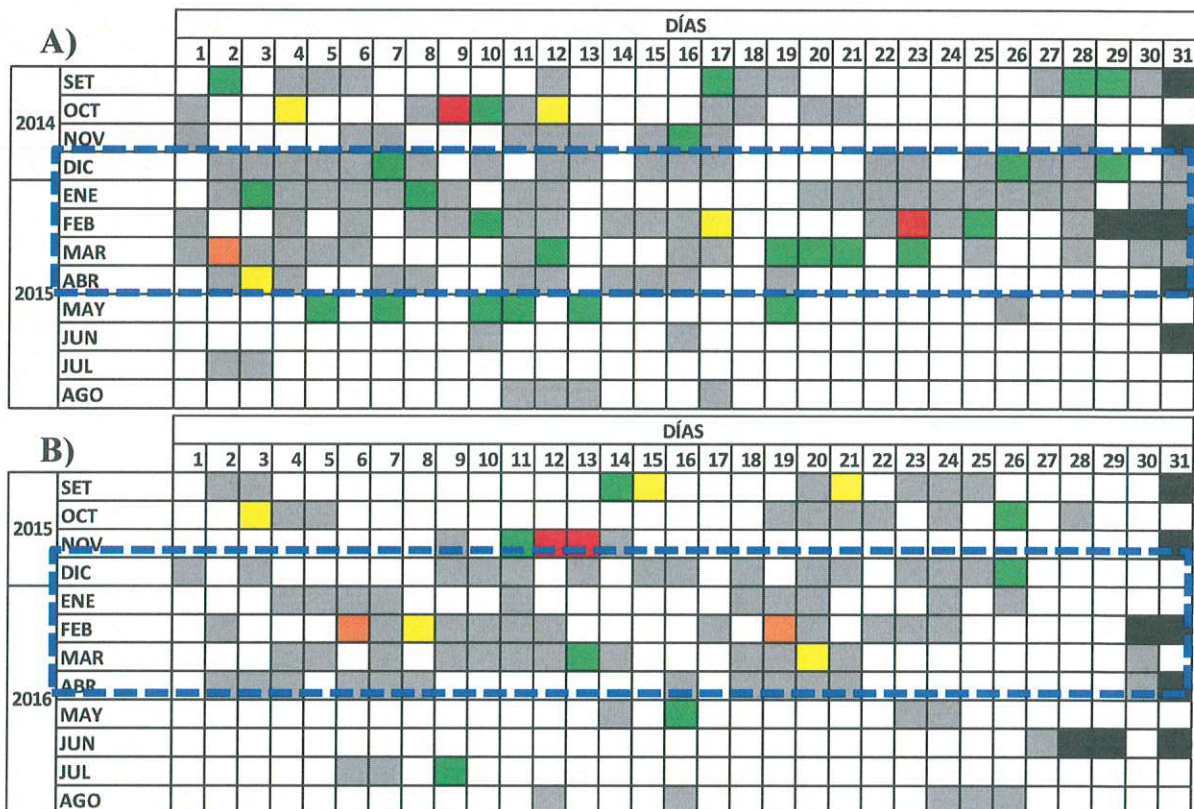 DÍAS
A)
1 2 3 4 5 6 7 8 9 10 11 12 13 14 15 16 17 18 19 20 21 22 23 24 25 26 27 28 29 30 31
SET
OCT
2014
NOV
DIC
ENE
FEB
MAR
ABR
2015
MAY
JUN
JUL
AGO
DÍAS
B)
1 2 3 4 5 6 7 8 9 10 11 12 13 14 15 16 17 18 19 20 21 22 23 24 25 26 27 28 29 30 31
SET
OCT
2015
NOV
DIC
ENE
FEB
MAR
ABR
2016
MAY
JUN
JUL
AGO